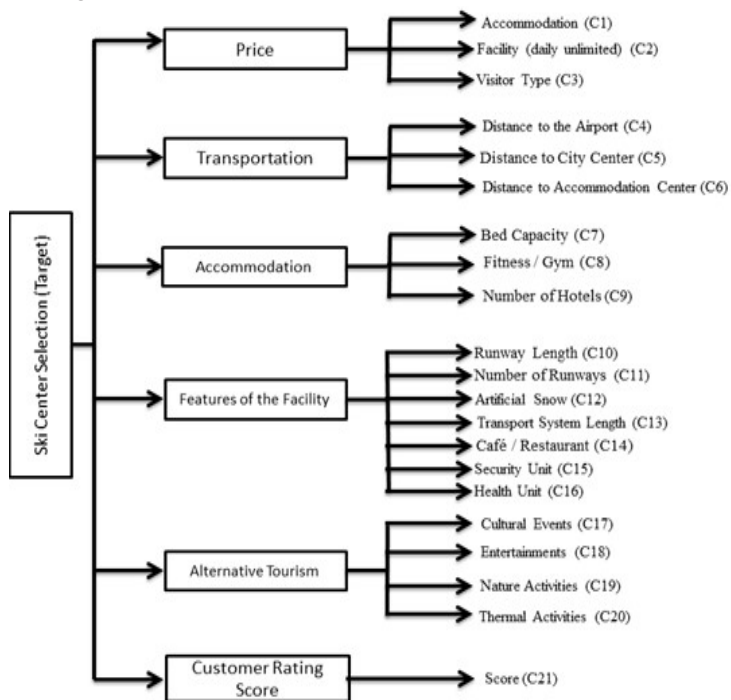 Ski Center Selection (Target)
Price
Accommodation (C1)
Facility (daily unlimited) (C2)
Visitor Type (C3)
Transportation
Distance to the Airport (C4)
Distance to City Center (C5)
Distance to Accommodation Center (C6)
Accommodation
Bed Capacity (C7)
Fitness / Gym (C8)
Number of Hotels (C9)
Features of the Facility
Runway Length (C10)
Number of Runways (C11)
Artificial Snow (C12)
Transport System Length (C13)
Café / Restaurant (C14)
Security Unit (C15)
Health Unit (C16)
Alternative Tourism
Cultural Events (C17)
Entertainments (C18)
Nature Activities (C19)
Thermal Activities (C20)
Customer Rating
Score
Score (C21)